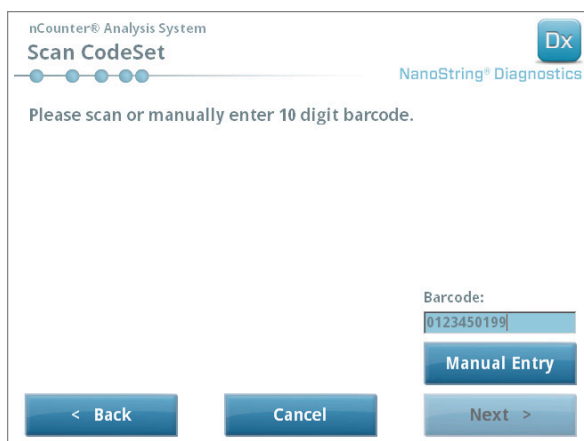 nCounter® Analysis System
Scan CodeSet
Dx
NanoString® Diagnostics
Please scan or manually enter 10 digit barcode.
Barcode:
0123450199
Manual Entry
< Back
Cancel
Next >